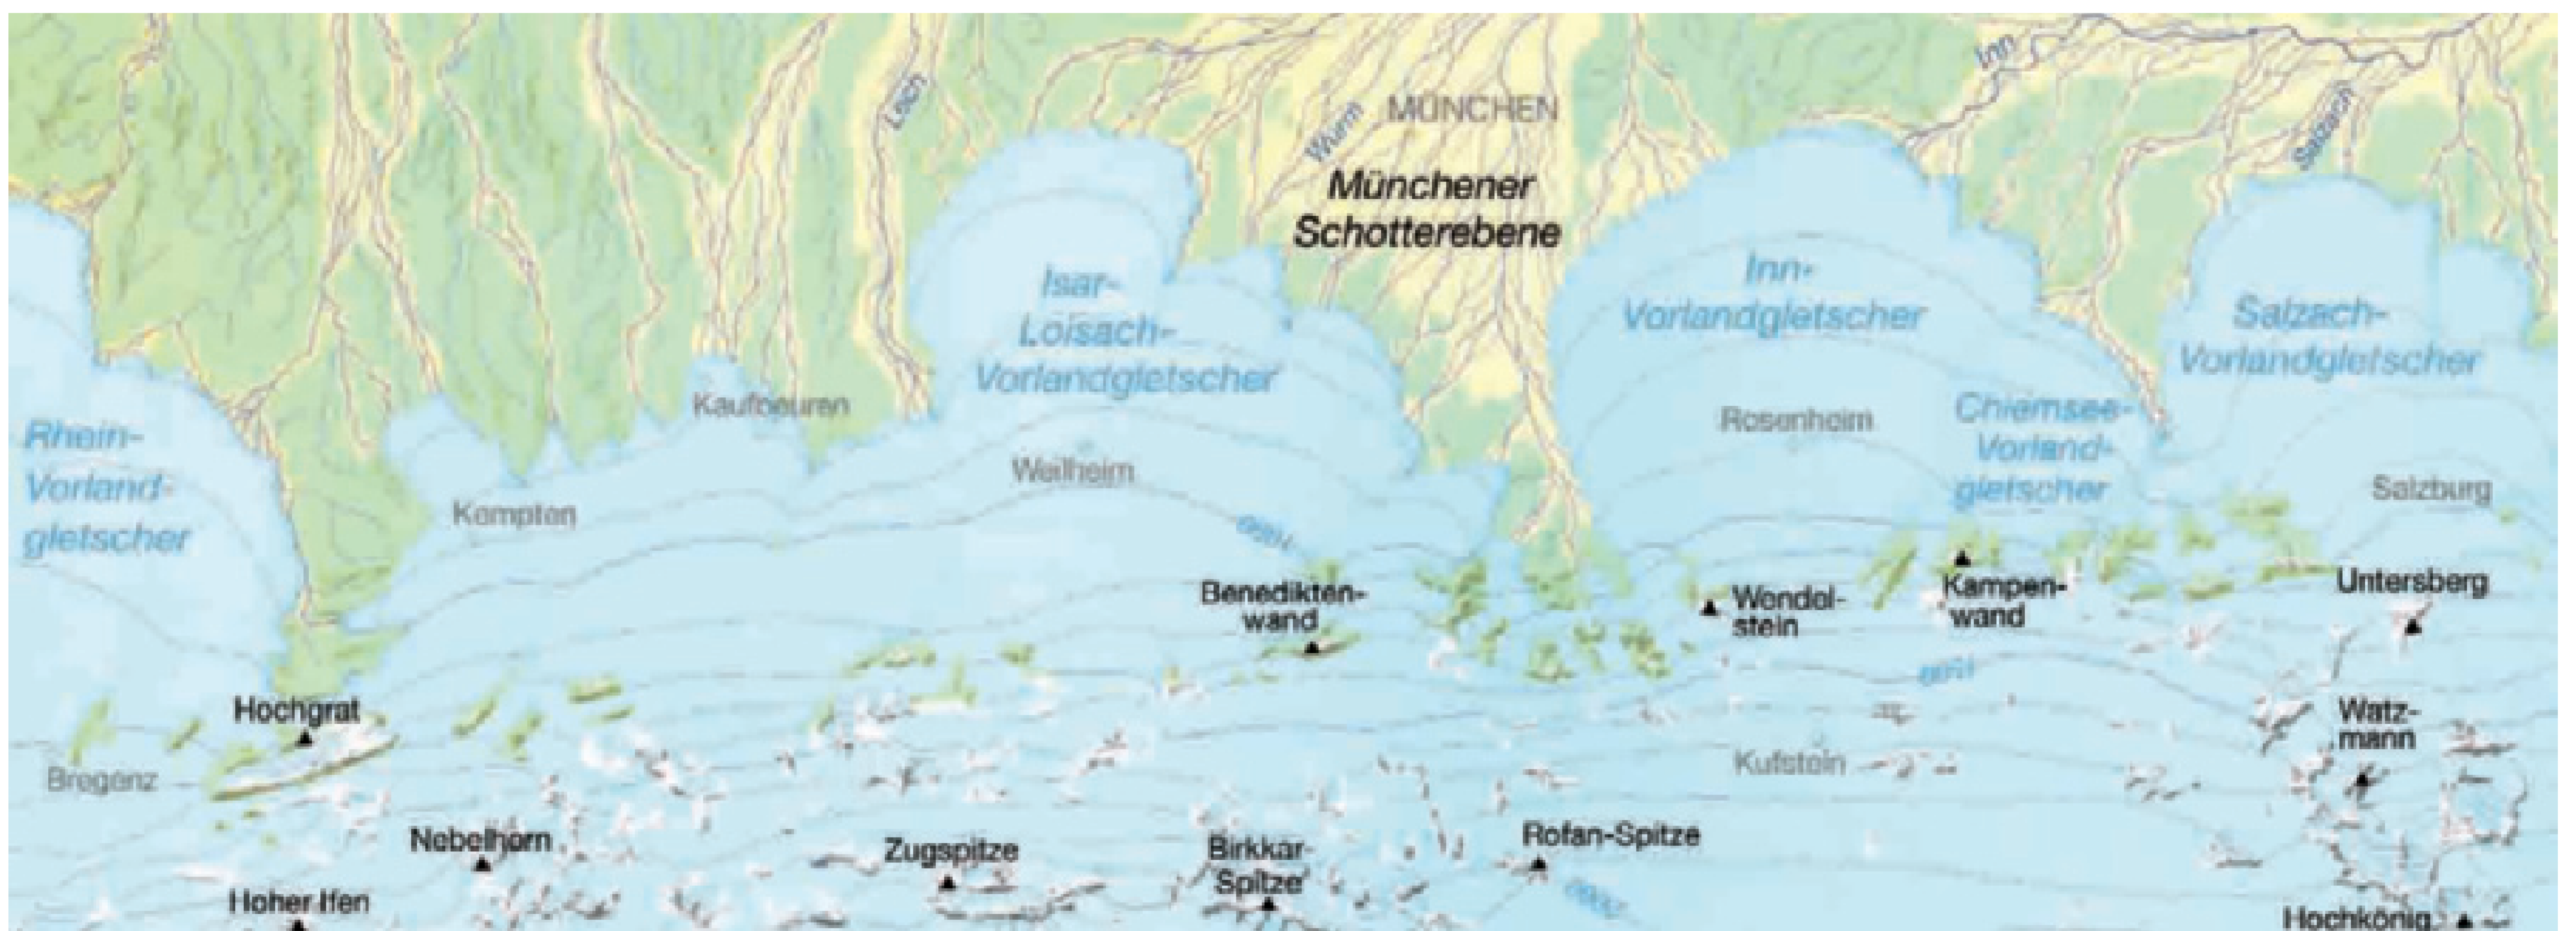 Inn
Lech
MÜNCHEN
Würm
Salzach
Münchener
Schotterebene
Isar-
Loisach-
Vorlandgletscher
Inn-
Vorlandgletscher
Salzach-
Vorlandgletscher
Kaufbeuren
Rosenheim
Chiemsee-
Vorland-
gletscher
Rhein-
Vorland-
gletscher
Weilheim
Salzburg
Kempten
Benedikten-
wand
Wendel-
stein
Kampen-
wand
Untersberg
Hochgrat
Watz-
mann
Bregenz
Kufstein
Nebelhorn
Zugspitze
Birkkar-
Spitze
Rofan-Spitze
2000
Hoher Ifen
Hochkönig